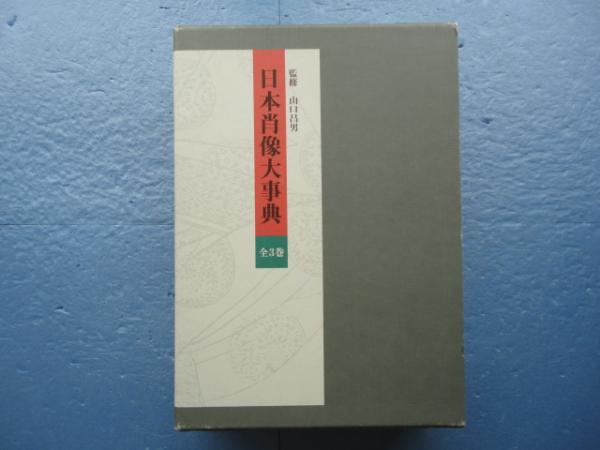 監修 山口昌男
日本肖像大事典
全3巻